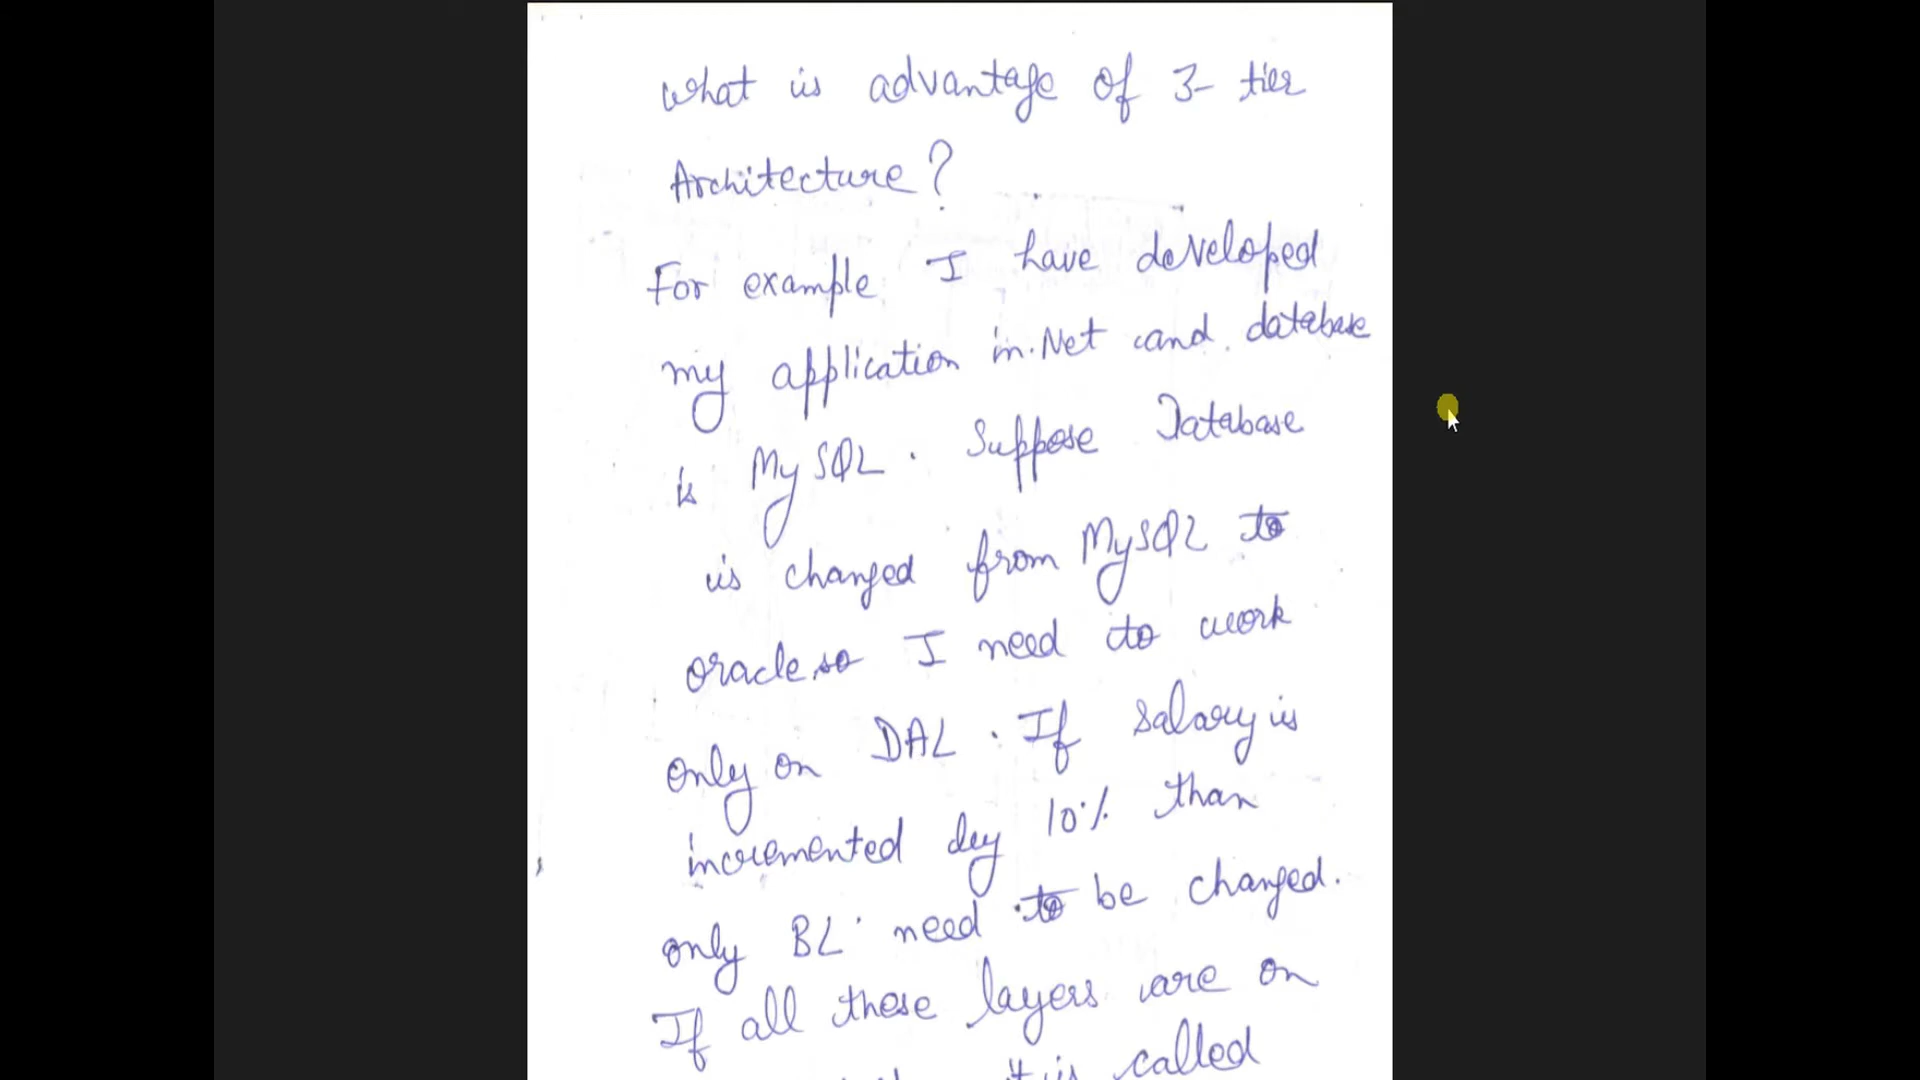 What is advantage of 3-tier
Architecture?
For example I have developed
my application in .Net and database
is MySQL. Suppose Database
is changed from MySQL to
oracle, so I need to work
only on DAL. If salary is
incremented by 10% than
only BL need to be changed.
If all these layers are on
it is called